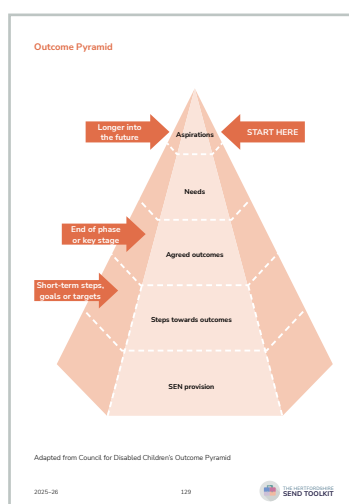 Outcome Pyramid
Longer into
the future
Aspirations
START HERE
Needs
End of phase
or key stage
Agreed outcomes
Short-term steps,
goals or targets
Steps towards outcomes
SEN provision
Adapted from Council for Disabled Children's Outcome Pyramid
2025–26
129
THE HERTFORDSHIRE
SEND TOOLKIT